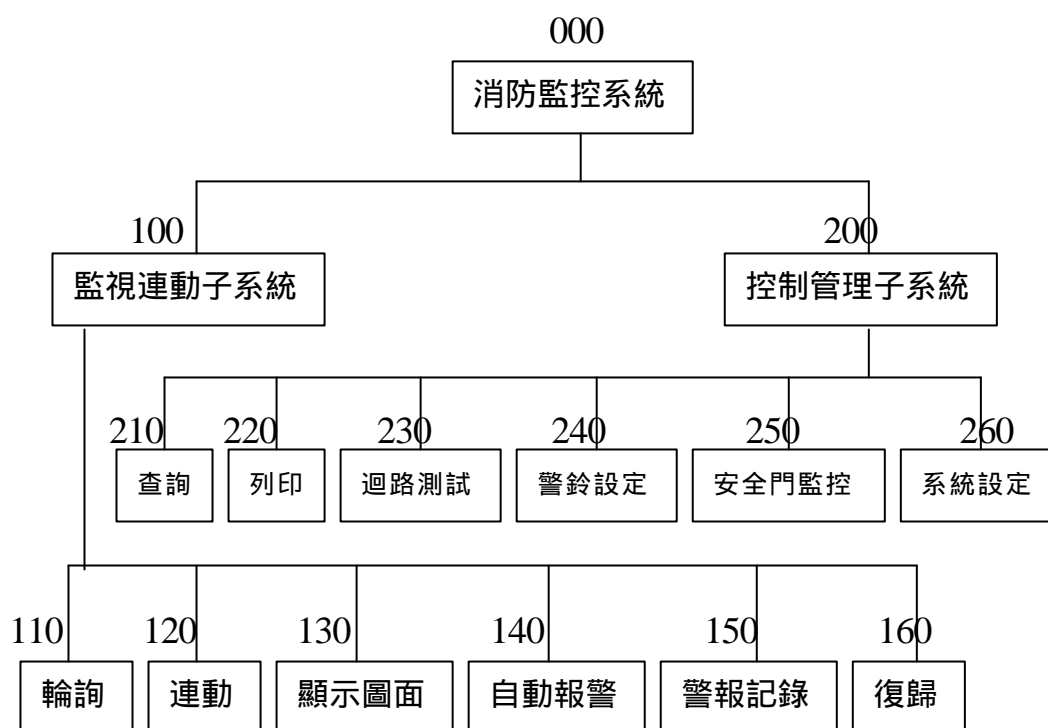 000
消防監控系統
100 200
監視連動子系統 控制管理子系統
210 220 230 240 250 260
查詢 列印 迴路測試 警鈴設定 安全門監控 系統設定
110 120 130 140 150 160
輪詢 連動 顯示圖面 自動報警 警報記錄 復歸